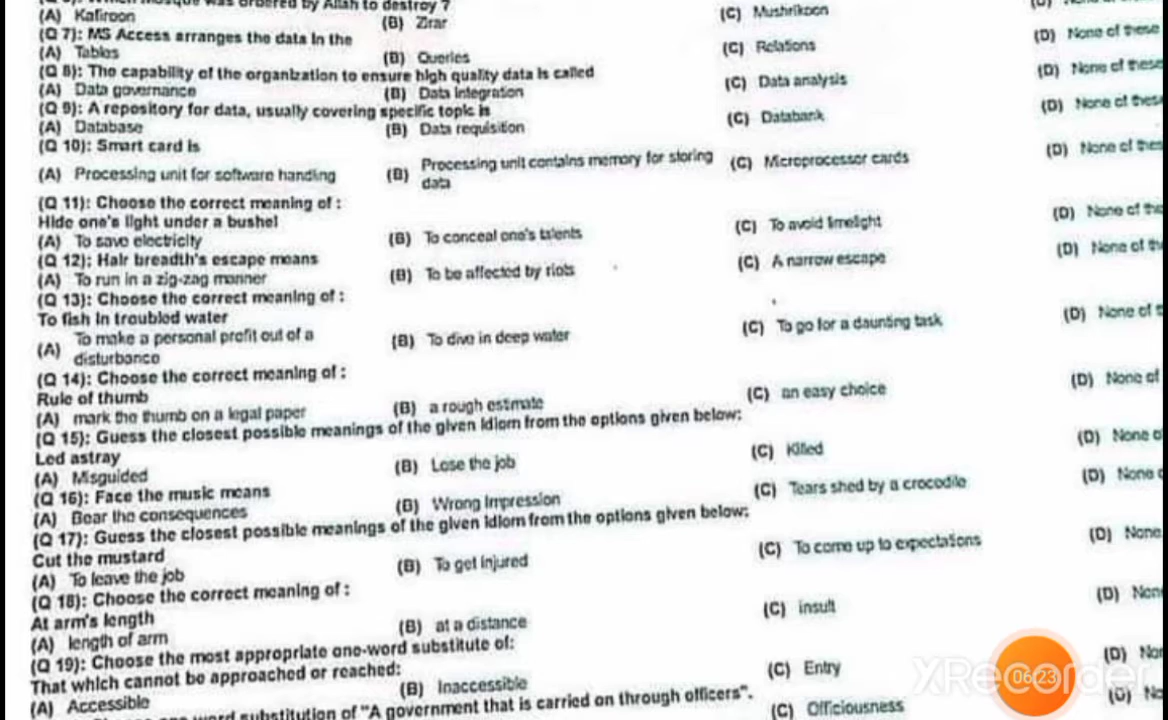 was ordered by Allah to destroy ?
(A) Kafiroon (B) Zirar (C) Mushrikoon
(Q 7): MS Access arranges the data in the
(A) Tables (B) Queries (C) Relations (D) None of these
(Q 8): The capability of the organization to ensure high quality data is called
(A) Data governance (B) Data Integration (C) Data analysis (D) None of these
(Q 9): A repository for data, usually covering specific topic is
(A) Database (B) Data requisition (C) Databank (D) None of thes
(Q 10): Smart card is
(A) Processing unit for software handing (B) Processing unit contains memory for storing data (C) Microprocessor cards (D) None of thes
(Q 11): Choose the correct meaning of :
Hide one's light under a bushel
(A) To save electricity (B) To conceal one's talents (C) To avoid limelight (D) None of the
(Q 12): Hair breadth's escape means
(A) To run in a zig-zag manner (B) To be affected by riots (C) A narrow escape (D) None of th
(Q 13): Choose the correct meaning of :
To fish in troubled water
(A) To make a personal profit out of a disturbance (B) To dive in deep water (C) To go for a daunting task (D) None of t
(Q 14): Choose the correct meaning of :
Rule of thumb
(A) mark the thumb on a legal paper (B) a rough estimate (C) an easy choice (D) None of
(Q 15): Guess the closest possible meanings of the given idiom from the options given below:
Led astray
(A) Misguided (B) Lose the job (C) Killed (D) None o
(Q 16): Face the music means
(A) Bear the consequences (B) Wrong Impression (C) Tears shed by a crocodile (D) None
(Q 17): Guess the closest possible meanings of the given idiom from the options given below:
Cut the mustard
(A) To leave the job (B) To get injured (C) To come up to expectations (D) None
(Q 18): Choose the correct meaning of :
At arm's length
(A) length of arm (B) at a distance (C) insult (D) Non
(Q 19): Choose the most appropriate one-word substitute of:
That which cannot be approached or reached:
(A) Accessible (B) Inaccessible (C) Entry (D) No
word substitution of "A government that is carried on through officers".
(C) Officiousness (D) No
XRecorder
06:23